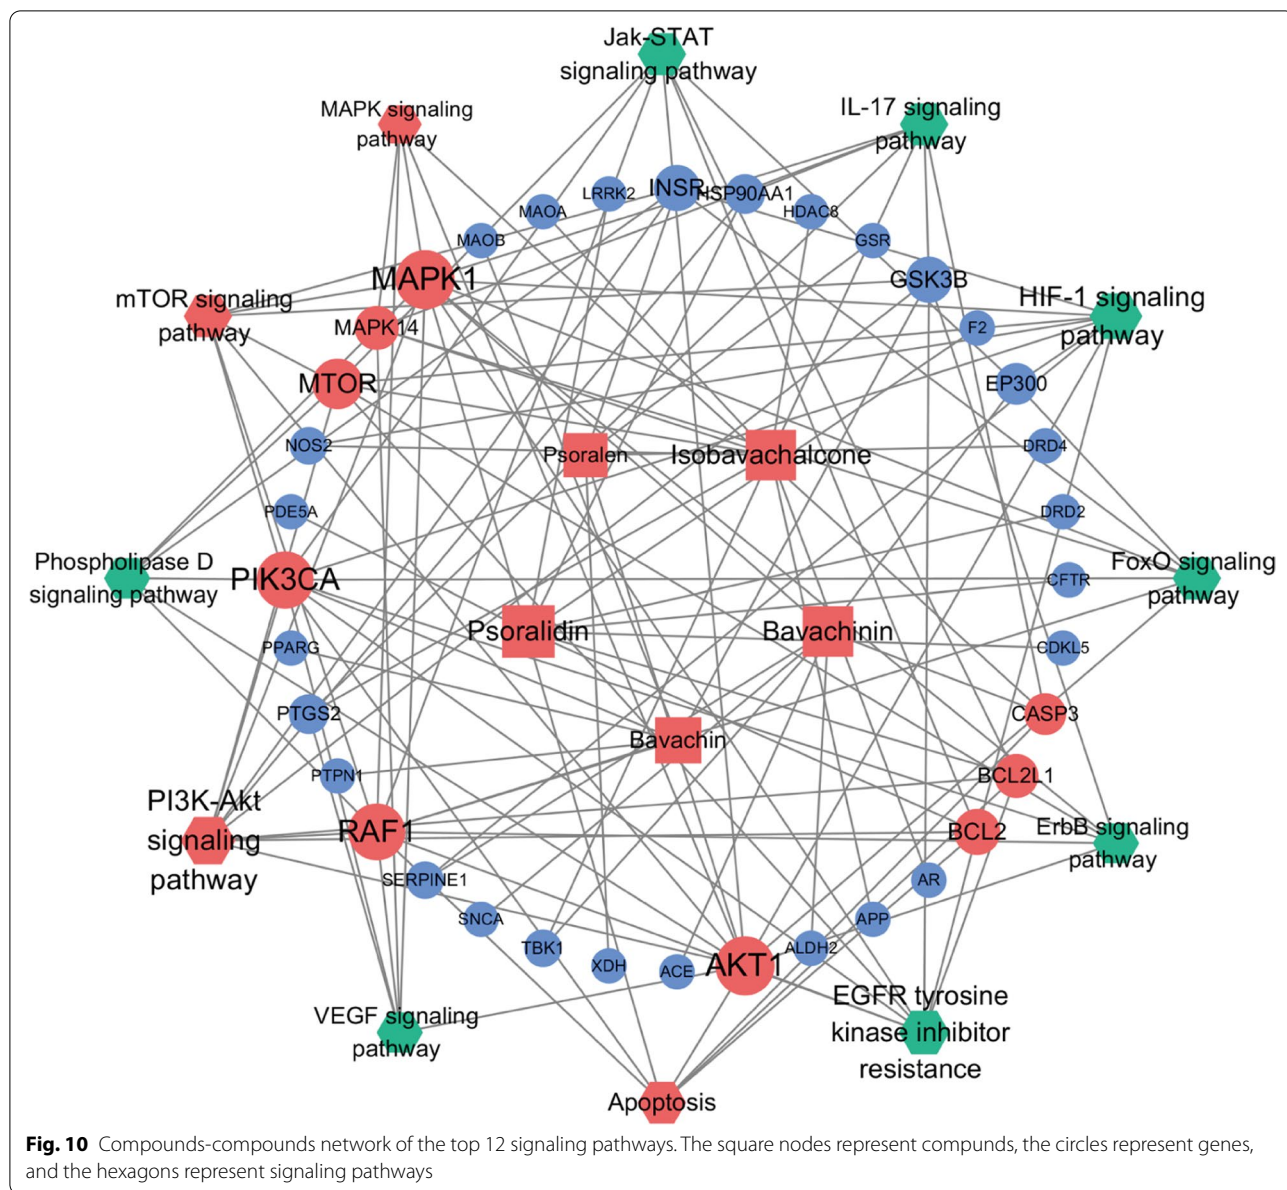 Jak-STAT
signaling pathway
IL-17 signaling
pathway
MAPK signaling
pathway
LRRK2
INSR
HSP90AA1
MAOA
HDAC8
MAOB
GSR
MAPK1
GSK3B
mTOR signaling
pathway
HIF-1 signaling
pathway
MAPK14
F2
MTOR
EP300
NOS2
Psoralen
Isobavachalcone
DRD4
PDE5A
DRD2
Phospholipase D
signaling pathway
PIK3CA
CFTR
FoxO signaling
pathway
Psoralidin
Bavachinin
PPARG
CDKL5
PTGS2
CASP3
Bavachin
PTPN1
BCL2L1
PI3K-Akt
signaling
pathway
RAF1
BCL2
ErbB signaling
pathway
SERPINE1
AR
SNCA
APP
TBK1
ALDH2
XDH
ACE
AKT1
VEGF signaling
pathway
EGFR tyrosine
kinase inhibitor
resistance
Apoptosis
Fig. 10 Compounds-compounds network of the top 12 signaling pathways. The square nodes represent compunds, the circles represent genes,
and the hexagons represent signaling pathways